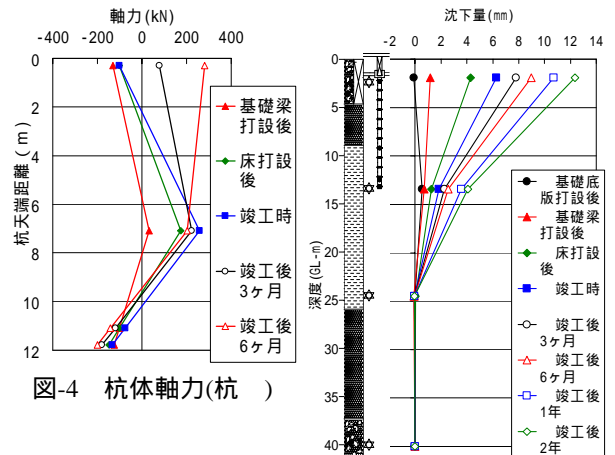 軸力(kN)
-400 -200 0 200 400
0
2
4
6
8
10
12
杭天端距離(m)
基礎梁
打設後
床打設
後
竣工時
竣工後
3ヶ月
竣工後
6ヶ月
図-4 杭体軸力(杭 )
沈下量(mm)
-2 0 2 4 6 8 10 12 14
0
5
10
15
20
25
30
35
40
深度(GL-m)
基礎底
版打設後
基礎梁
打設後
床打設
後
竣工時
竣工後
3ヶ月
竣工後
6ヶ月
竣工後
1年
竣工後
2年